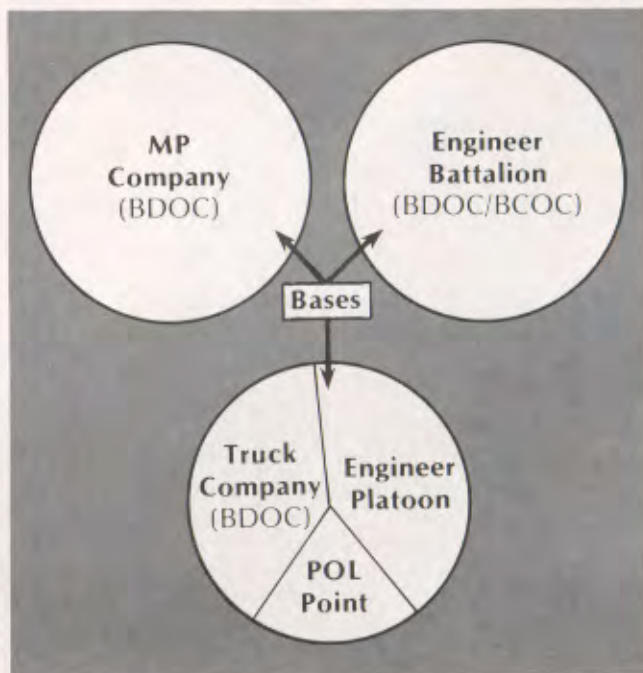 MP
Company
(BDOC)
Engineer
Battalion
(BDOC/BCOC)
Bases
Truck
Company
(BDOC)
Engineer
Platoon
POL
Point